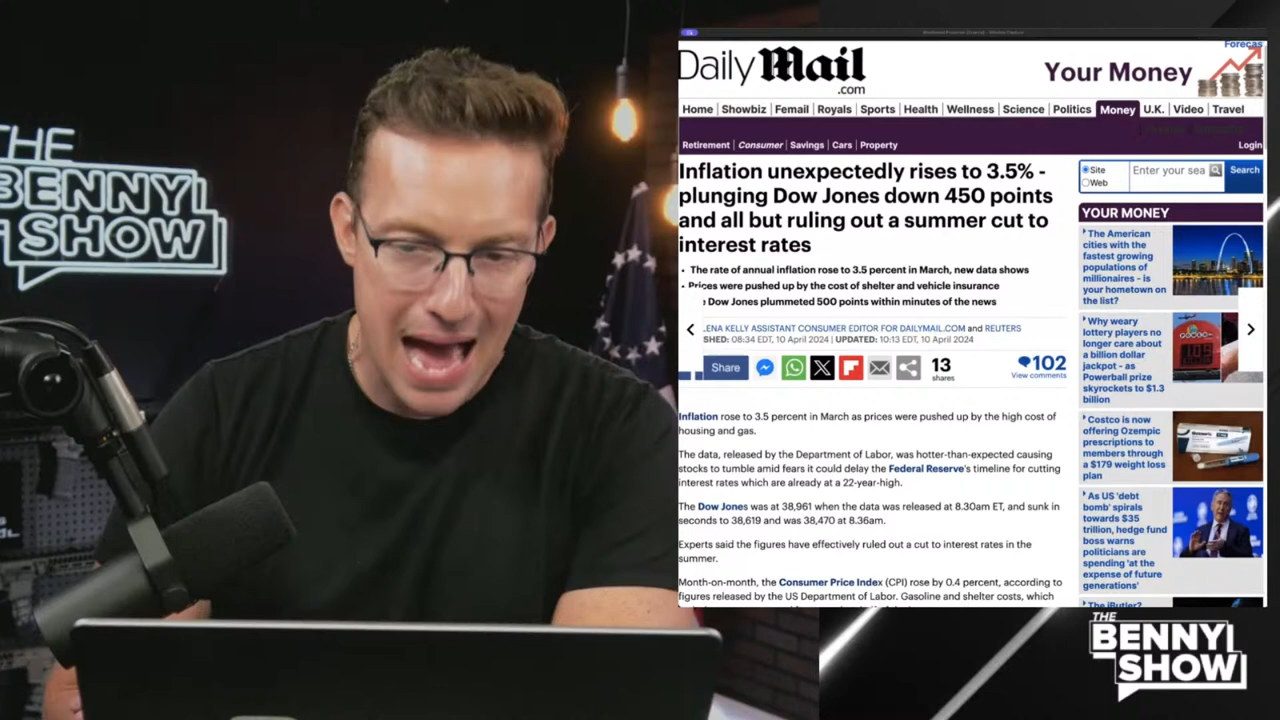 THE
BENNY
SHOW
Forecas
Daily Mail
.com
Your Money
Home Showbiz Femail Royals Sports Health Wellness Science Politics Money U.K. Video Travel
Retirement Consumer Savings Cars Property
Login
Inflation unexpectedly rises to 3.5% -
plunging Dow Jones down 450 points
and all but ruling out a summer cut to
interest rates
• The rate of annual inflation rose to 3.5 percent in March, new data shows
• Prices were pushed up by the cost of shelter and vehicle insurance
e Dow Jones plummeted 500 points within minutes of the news
ENA KELLY ASSISTANT CONSUMER EDITOR FOR DAILYMAIL.COM and REUTERS
SHED: 08:34 EDT, 10 April 2024 | UPDATED: 10:13 EDT, 10 April 2024
Share
13
shares
102
View comments
Inflation rose to 3.5 percent in March as prices were pushed up by the high cost of
housing and gas.
The data, released by the Department of Labor, was hotter-than-expected causing
stocks to tumble amid fears it could delay the Federal Reserve's timeline for cutting
interest rates which are already at a 22-year-high.
The Dow Jones was at 38,961 when the data was released at 8.30am ET, and sunk in
seconds to 38,619 and was 38,470 at 8.36am.
Experts said the figures have effectively ruled out a cut to interest rates in the
summer.
Month-on-month, the Consumer Price Index (CPI) rose by 0.4 percent, according to
figures released by the US Department of Labor. Gasoline and shelter costs, which
Site
Web
Enter your sea
Search
YOUR MONEY
The American
cities with the
fastest growing
populations of
millionaires - is
your hometown on
the list?
Why weary
lottery players no
longer care about
a billion dollar
jackpot - as
Powerball prize
skyrockets to $1.3
billion
Costco is now
offering Ozempic
prescriptions to
members through
a $179 weight loss
plan
As US 'debt
bomb' spirals
towards $35
trillion, hedge fund
boss warns
politicians are
spending 'at the
expense of future
generations'
The iButler?
THE
BENNY
SHOW